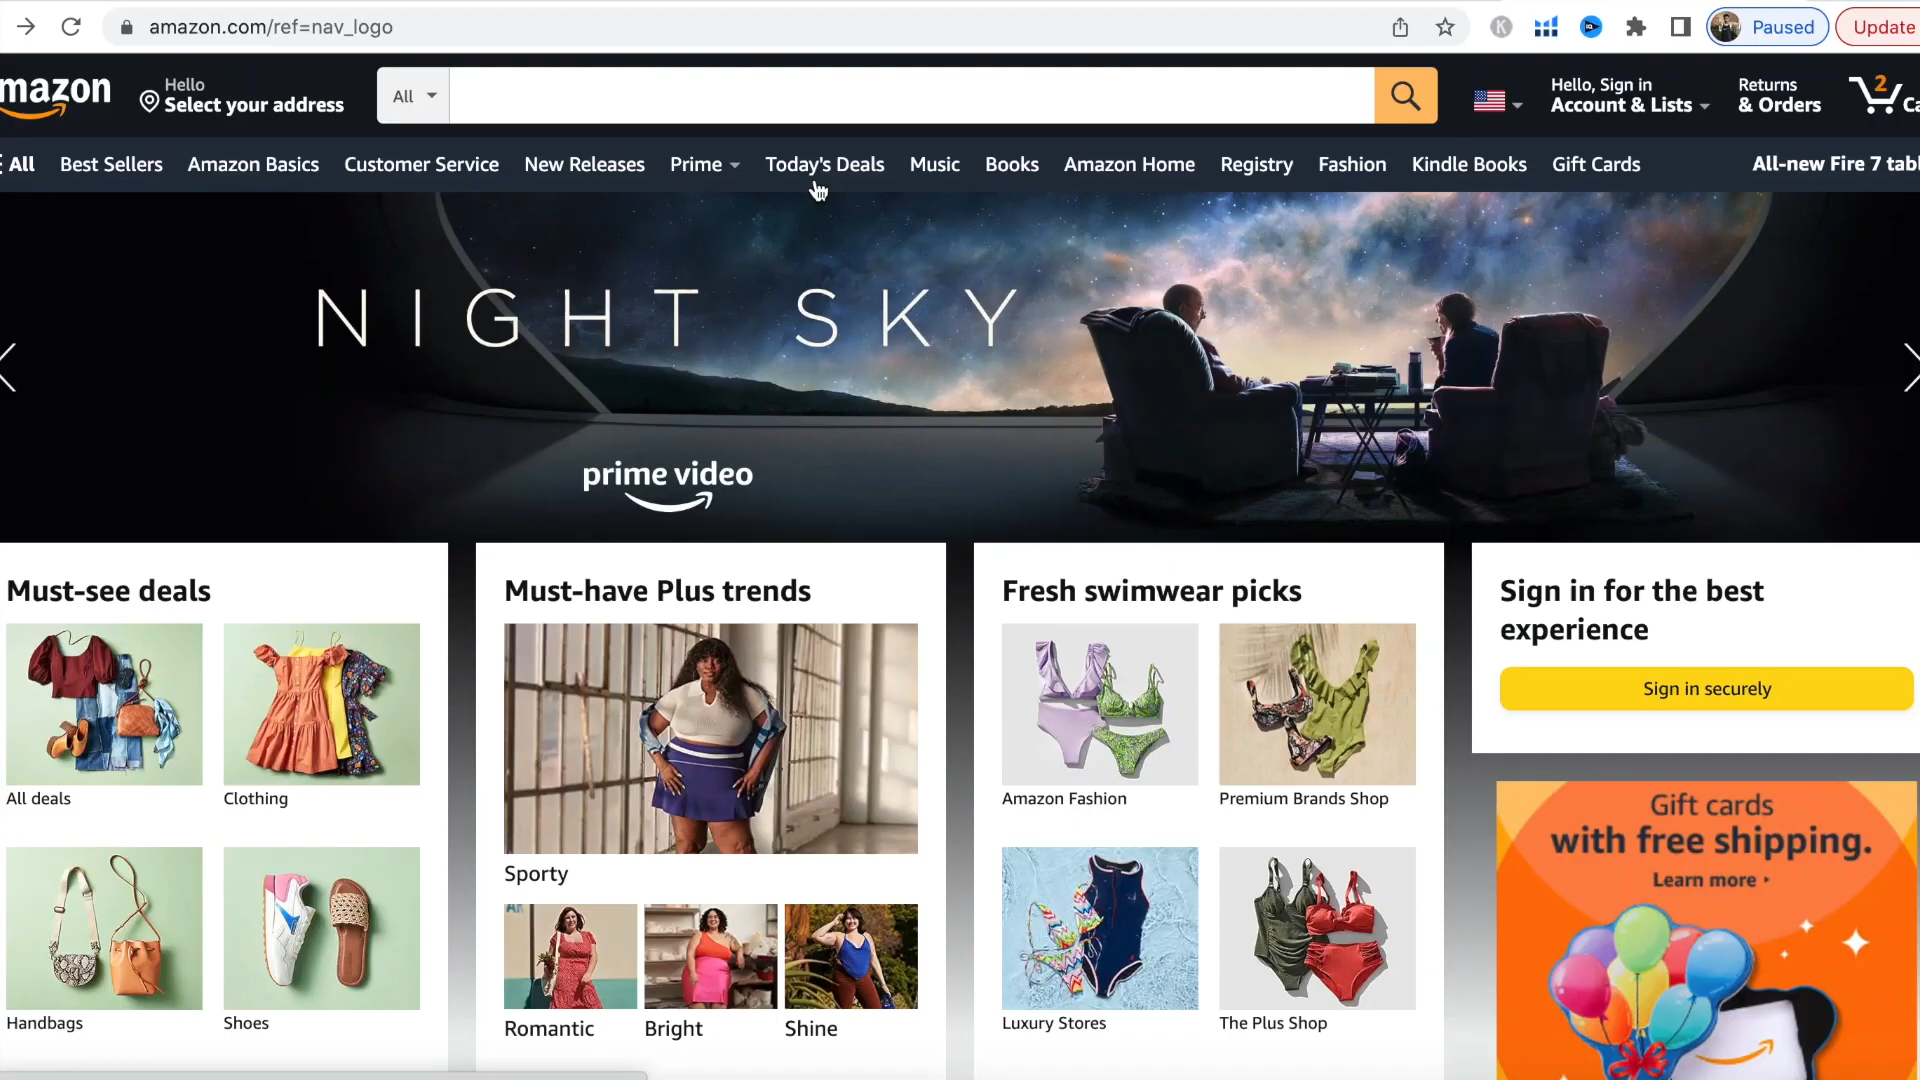 amazon.com/ref=nav_logo
Paused
Update
mazon
Hello
Select your address
All
Hello, Sign in
Account & Lists
Returns
& Orders
2
Ca
All
Best Sellers
Amazon Basics
Customer Service
New Releases
Prime
Today's Deals
Music
Books
Amazon Home
Registry
Fashion
Kindle Books
Gift Cards
All-new Fire 7 tabl
NIGHT SKY
prime video
Must-see deals
All deals
Clothing
Handbags
Shoes
Must-have Plus trends
Sporty
Romantic
Bright
Shine
Fresh swimwear picks
Amazon Fashion
Premium Brands Shop
Luxury Stores
The Plus Shop
Sign in for the best
experience
Sign in securely
Gift cards
with free shipping.
Learn more